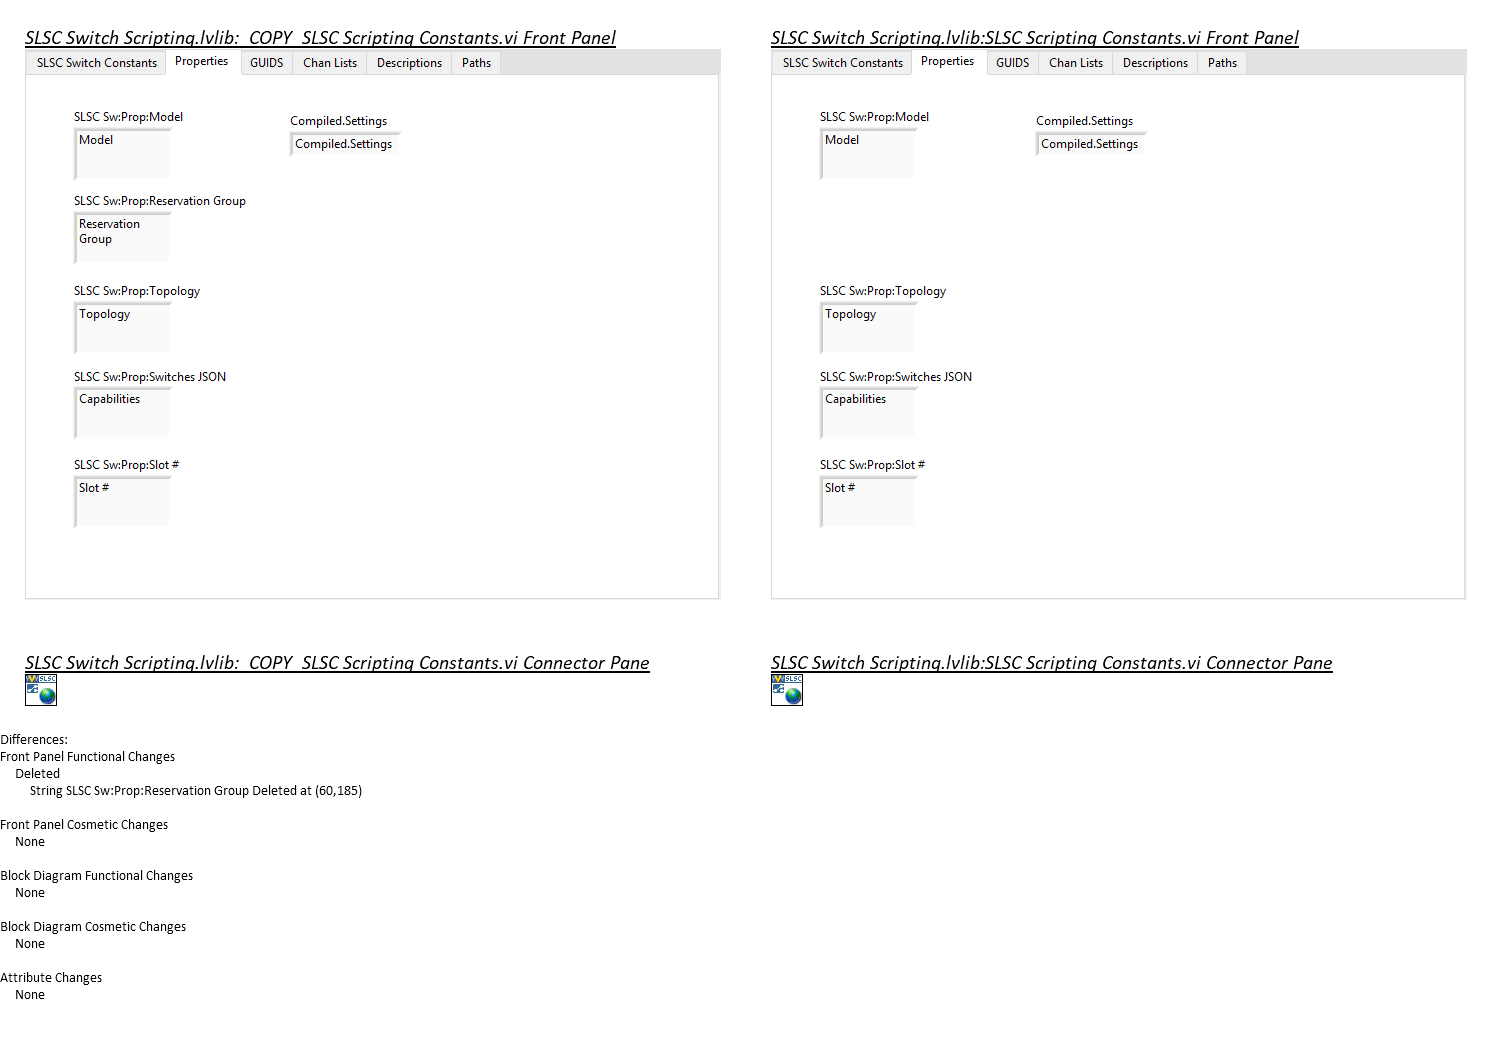 SLSC Switch Scripting.lvlib:_COPY_SLSC Scripting Constants.vi Front Panel
SLSC Switch Constants Properties GUIDS Chan Lists Descriptions Paths
SLSC Sw:Prop:Model
Model
Compiled.Settings
Compiled.Settings
SLSC Sw:Prop:Reservation Group
Reservation
Group
SLSC Sw:Prop:Topology
Topology
SLSC Sw:Prop:Switches JSON
Capabilities
SLSC Sw:Prop:Slot #
Slot #
SLSC Switch Scripting.lvlib:SLSC Scripting Constants.vi Front Panel
SLSC Switch Constants Properties GUIDS Chan Lists Descriptions Paths
SLSC Sw:Prop:Model
Model
Compiled.Settings
Compiled.Settings
SLSC Sw:Prop:Topology
Topology
SLSC Sw:Prop:Switches JSON
Capabilities
SLSC Sw:Prop:Slot #
Slot #
SLSC Switch Scripting.lvlib:_COPY_SLSC Scripting Constants.vi Connector Pane
SLSC
SLSC Switch Scripting.lvlib:SLSC Scripting Constants.vi Connector Pane
SLSC
Differences:
Front Panel Functional Changes
Deleted
String SLSC Sw:Prop:Reservation Group Deleted at (60,185)
Front Panel Cosmetic Changes
None
Block Diagram Functional Changes
None
Block Diagram Cosmetic Changes
None
Attribute Changes
None